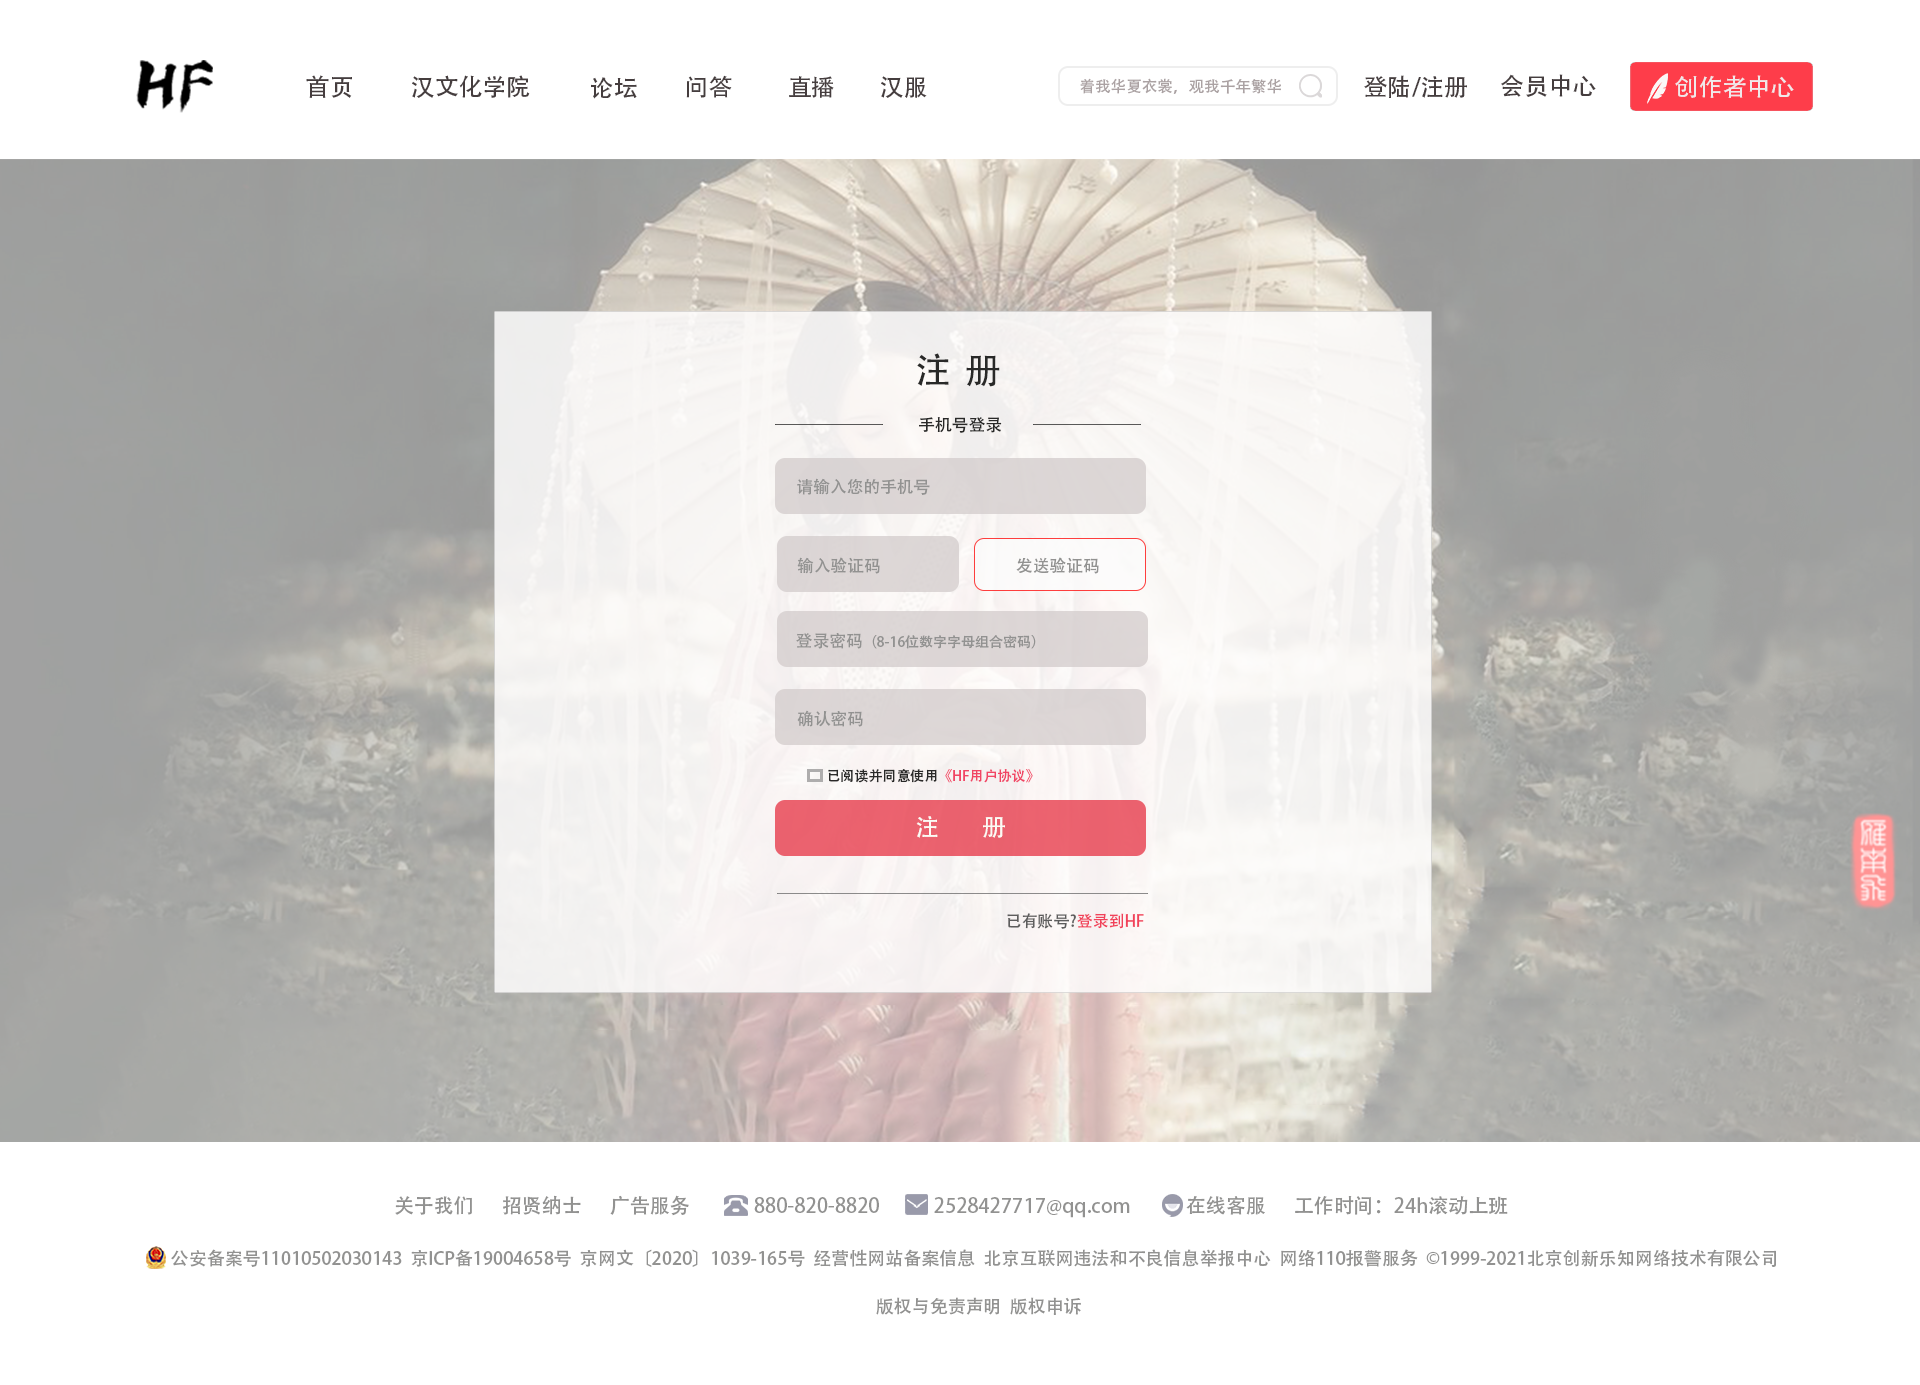 HF 首页 汉文化学院 论坛 问答 直播 汉服 着我华夏衣裳，观我千年繁华 登陆/注册 会员中心 创作者中心
注 册
手机号登录
请输入您的手机号
输入验证码 发送验证码
登录密码（8-16位数字字母组合密码）
确认密码
已阅读并同意使用《HF用户协议》
注 册
已有账号?登录到HF
关于我们 招贤纳士 广告服务 880-820-8820 2528427717@qq.com 在线客服 工作时间：24h滚动上班
公安备案号11010502030143 京ICP备19004658号 京网文〔2020〕1039-165号 经营性网站备案信息 北京互联网违法和不良信息举报中心 网络110报警服务 ©1999-2021北京创新乐知网络技术有限公司
版权与免责声明 版权申诉